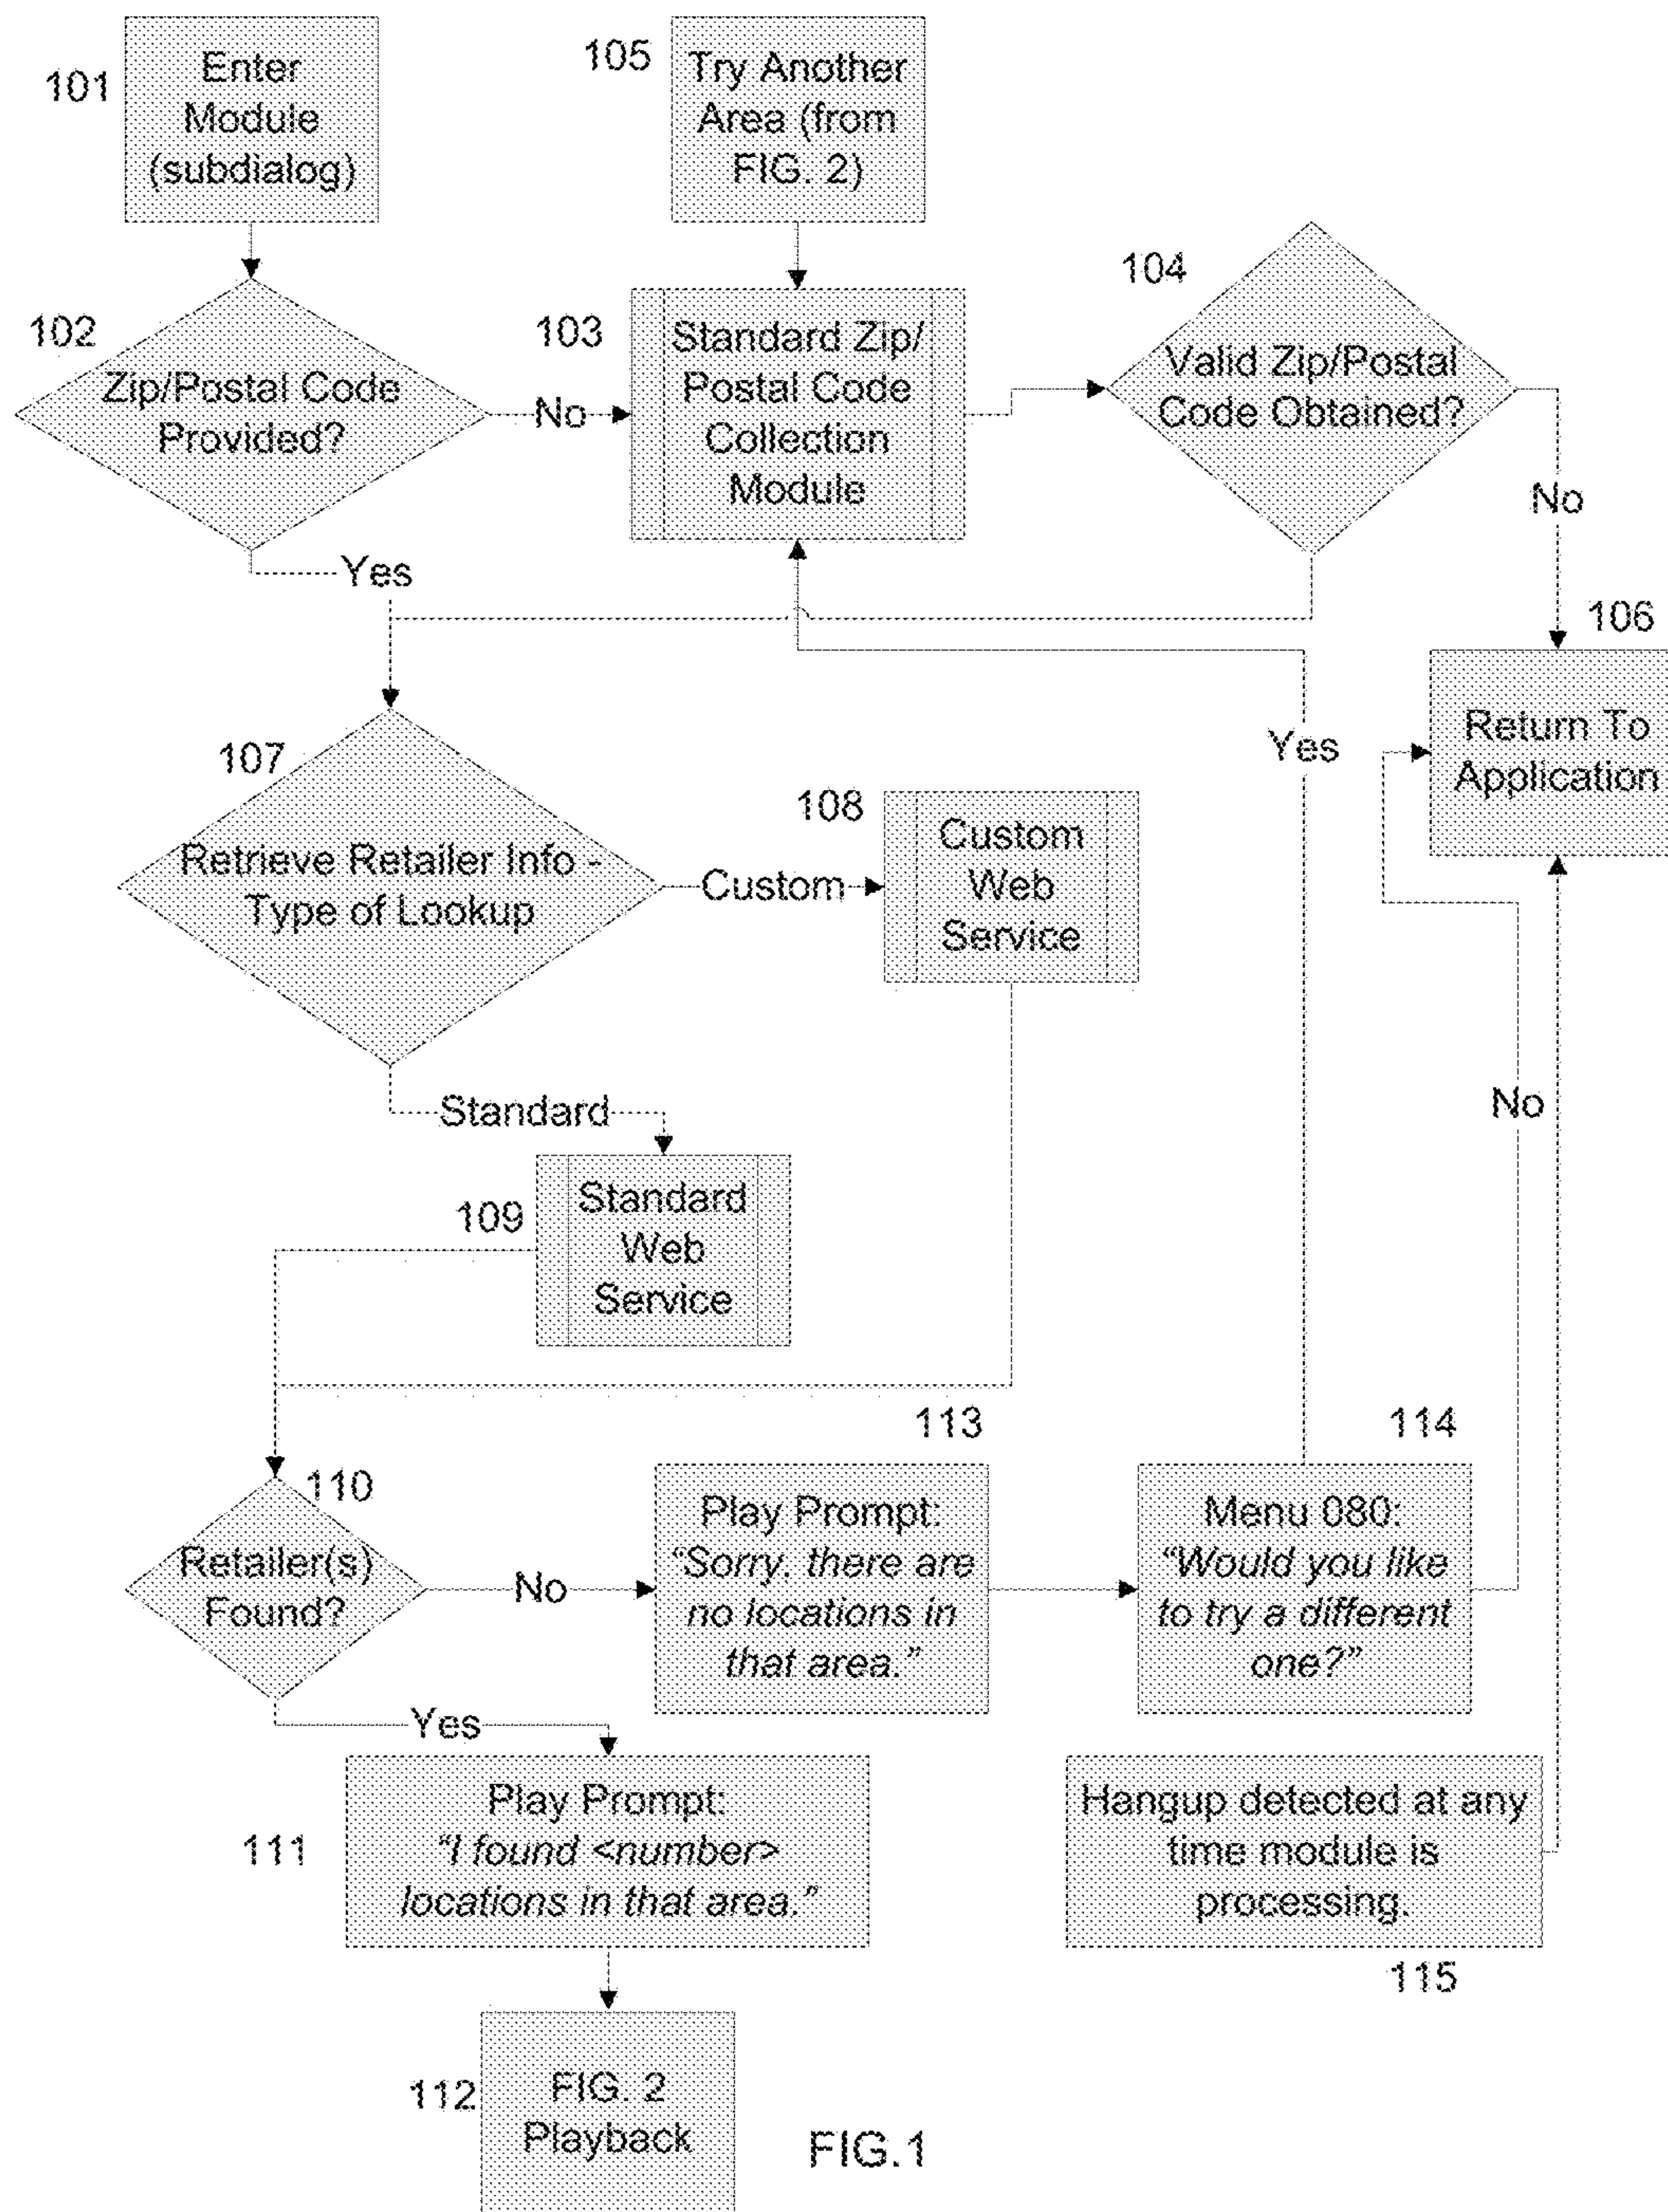 101
Enter
Module
(subdialog)
105
Try Another
Area (from
FIG. 2)
102
Zip/Postal Code
Provided?
No
Yes
103
Standard Zip/
Postal Code
Collection
Module
104
Valid Zip/Postal
Code Obtained?
No
106
Return To
Application
107
Retrieve Retailer Info -
Type of Lookup
Custom
108
Custom
Web
Service
Yes
Standard
109
Standard
Web
Service
No
110
Retailer(s)
Found?
No
113
Play Prompt:
“Sorry. there are
no locations in
that area.”
114
Menu 080:
“Would you like
to try a different
one?”
Yes
111
Play Prompt:
“I found <number>
locations in that area.”
Hangup detected at any
time module is
processing.
115
112
FIG. 2
Playback
FIG.1